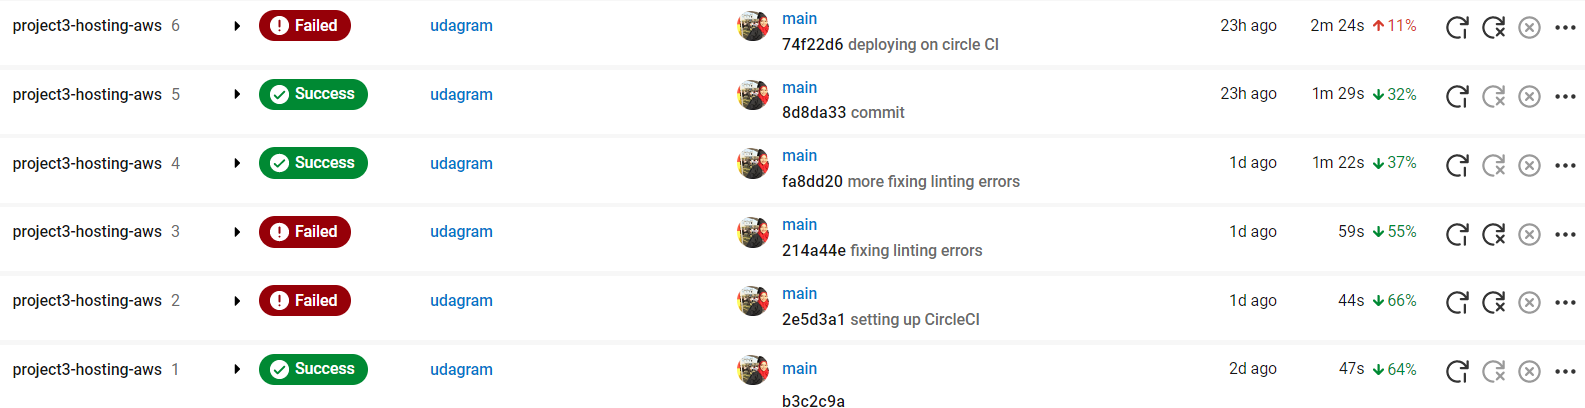 project3-hosting-aws 6 Failed udagram main 23h ago 2m 24s 11%
74f22d6 deploying on circle CI
project3-hosting-aws 5 Success udagram main 23h ago 1m 29s 32%
8d8da33 commit
project3-hosting-aws 4 Success udagram main 1d ago 1m 22s 37%
fa8dd20 more fixing linting errors
project3-hosting-aws 3 Failed udagram main 1d ago 59s 55%
214a44e fixing linting errors
project3-hosting-aws 2 Failed udagram main 1d ago 44s 66%
2e5d3a1 setting up CircleCI
project3-hosting-aws 1 Success udagram main 2d ago 47s 64%
b3c2c9a